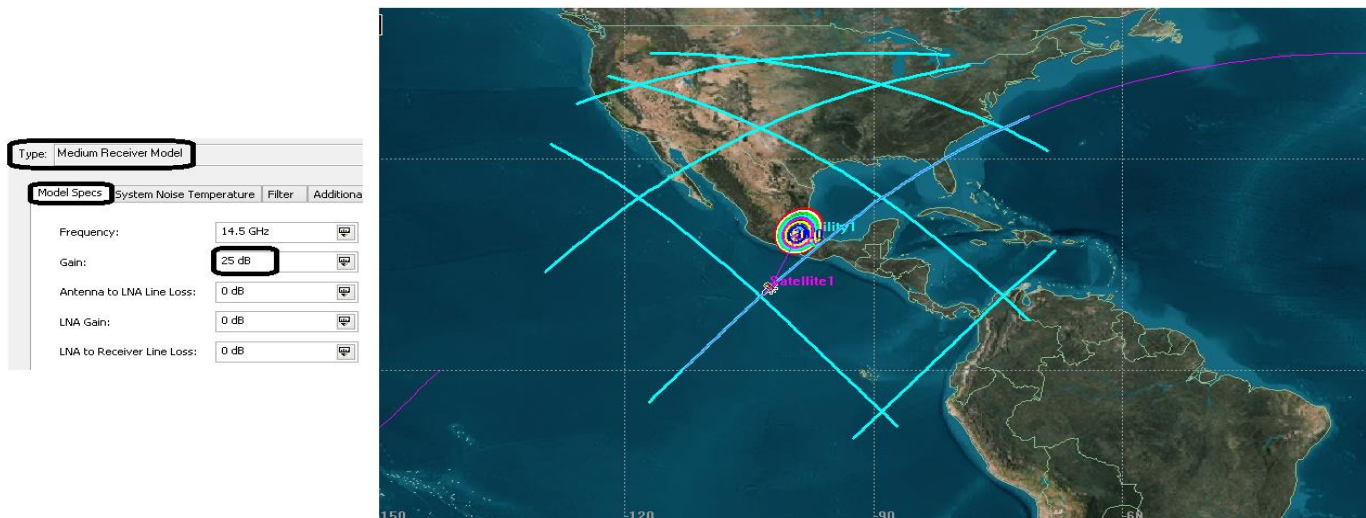 Type: Medium Receiver Model
Model Specs System Noise Temperature Filter Additiona
Frequency: 14.5 GHz
Gain: 25 dB
Antenna to LNA Line Loss: 0 dB
LNA Gain: 0 dB
LNA to Receiver Line Loss: 0 dB
ility1
Satellite1
-150 -120 -90 -60